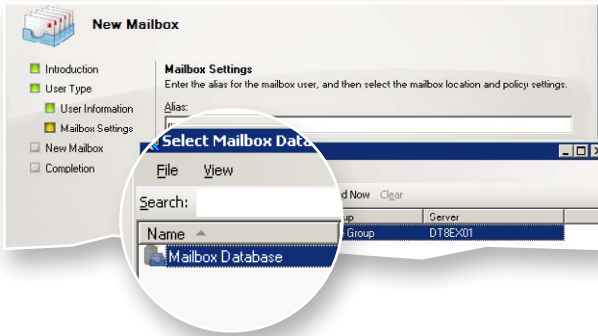 New Mailbox
Introduction
User Type
User Information
Mailbox Settings
New Mailbox
Completion
Mailbox Settings
Enter the alias for the mailbox user, and then select the mailbox location and policy settings.
Alias:
Select Mailbox Data
File View
Search:
Now Clear
Name Server
Mailbox Database Group DT8EX01